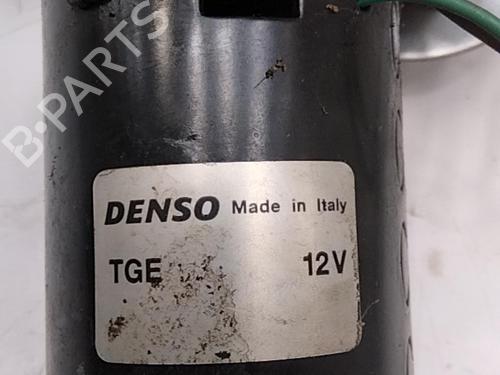 B-PARTS
DENSO Made in Italy
TGE 12V